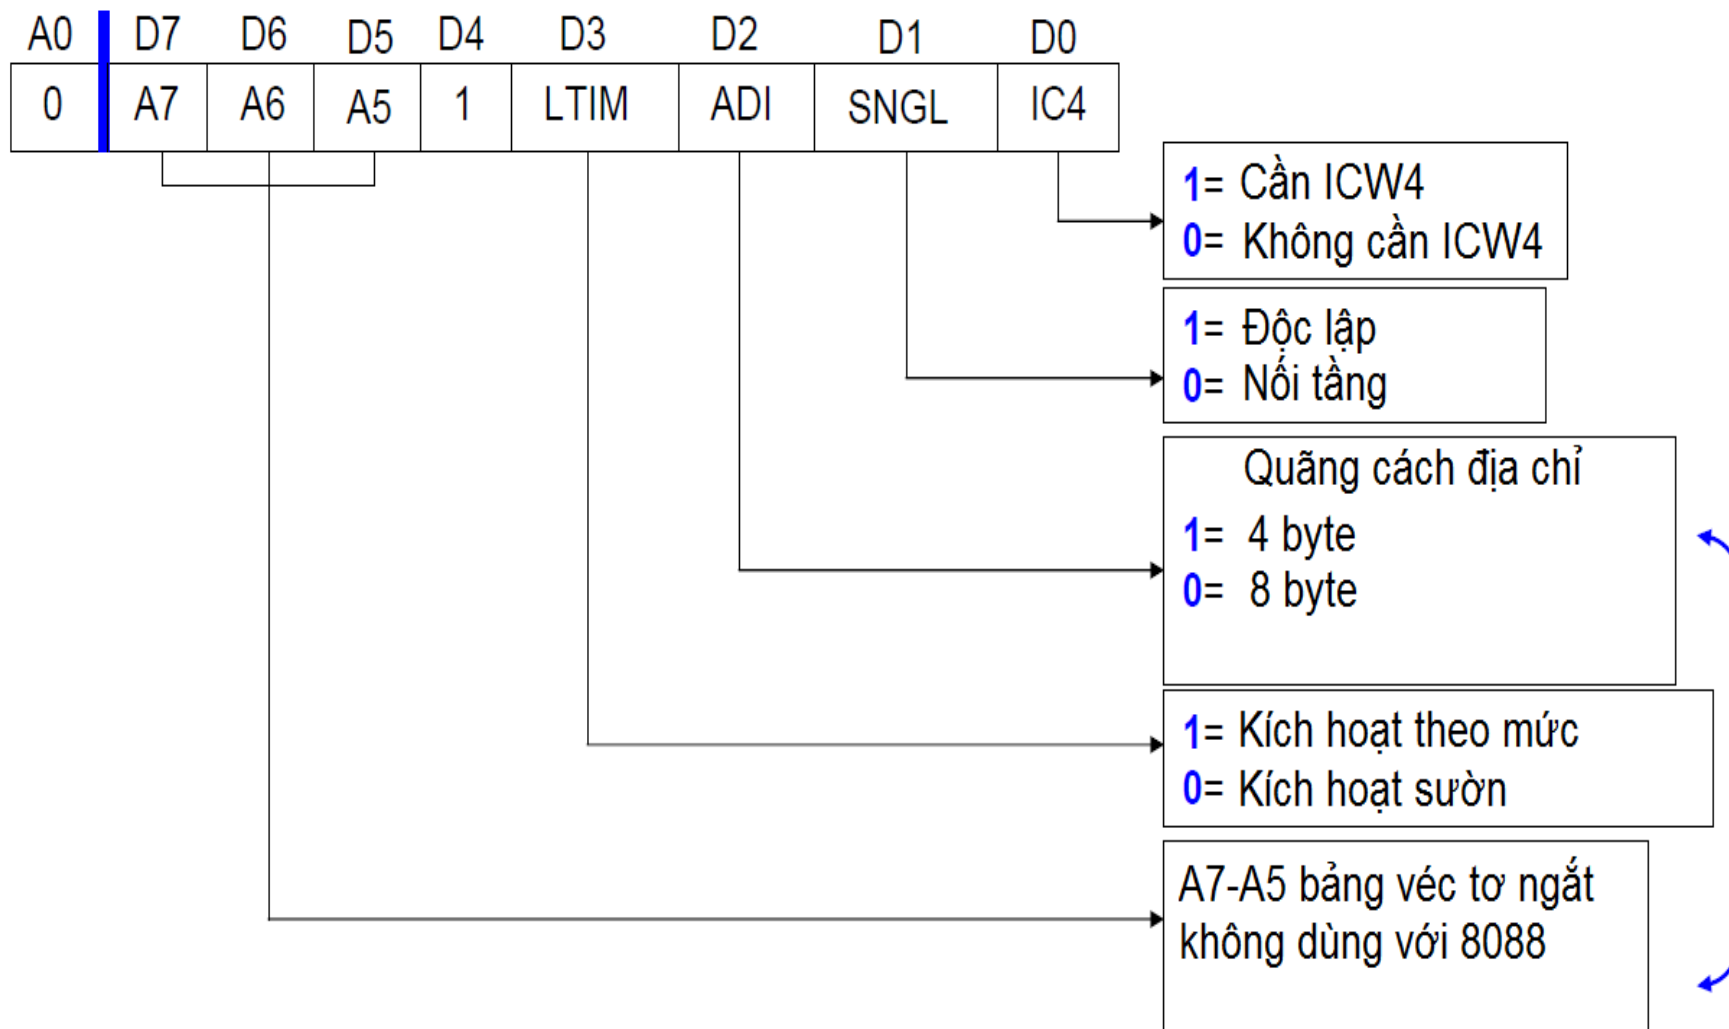 A0 D7 D6 D5 D4 D3 D2 D1 D0
0 A7 A6 A5 1 LTIM ADI SNGL IC4
1= Cần ICW4
0= Không cần ICW4
1= Độc lập
0= Nối tầng
Quãng cách địa chỉ
1= 4 byte
0= 8 byte
1= Kích hoạt theo mức
0= Kích hoạt sườn
A7-A5 bảng véc tơ ngắt
không dùng với 8088